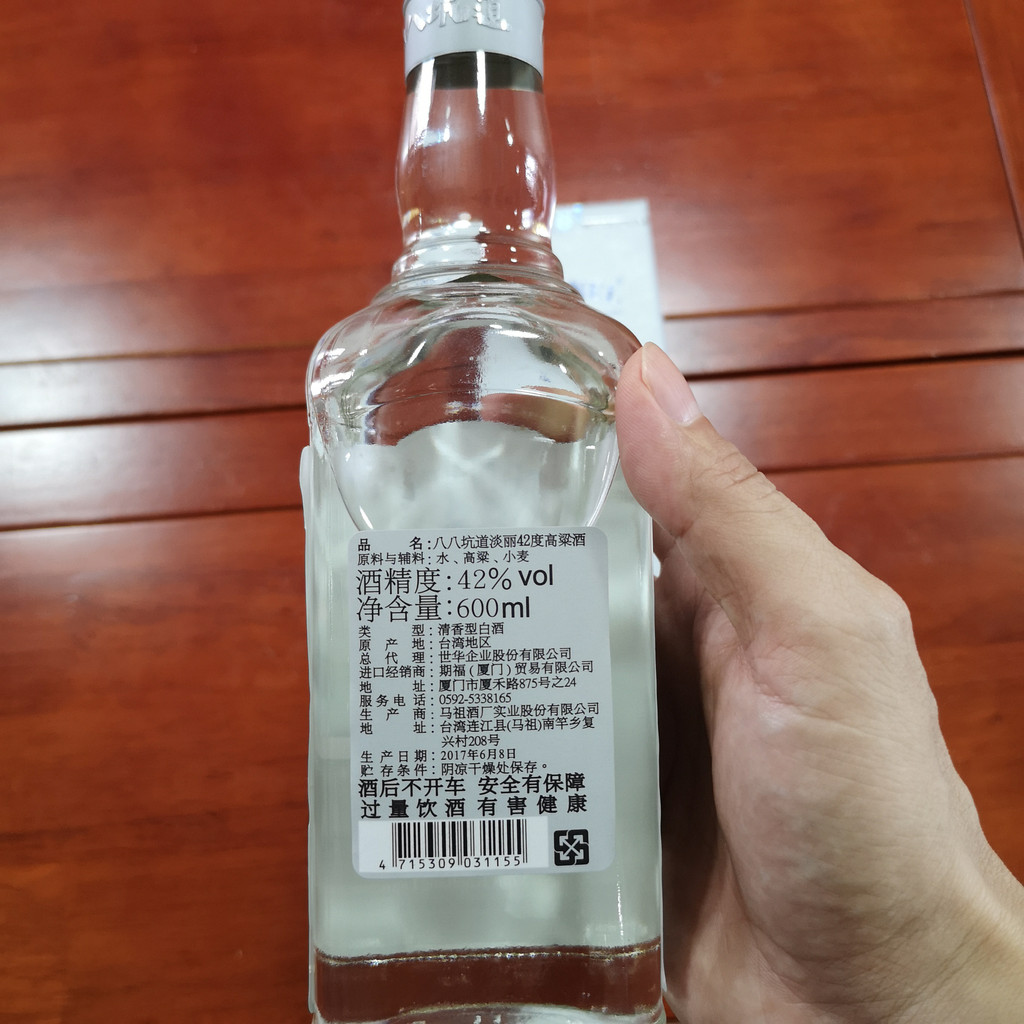 八坑道
品名:八八坑道淡丽42度高粱酒
原料与辅料:水、高粱、小麦
酒精度:42% vol
净含量:600ml
类型:清香型白酒
原产地:台湾地区
总代理:世华企业股份有限公司
进口经销商:期福(厦门)贸易有限公司
地址:厦门市厦禾路875号之24
服务电话:0592-5338165
生产商:马祖酒厂实业股份有限公司
地址:台湾连江县(马祖)南竿乡复
兴村208号
生产日期:2017年6月8日
贮存条件:阴凉干燥处保存。
酒后不开车 安全有保障
过量饮酒有害健康
4 715309 031155